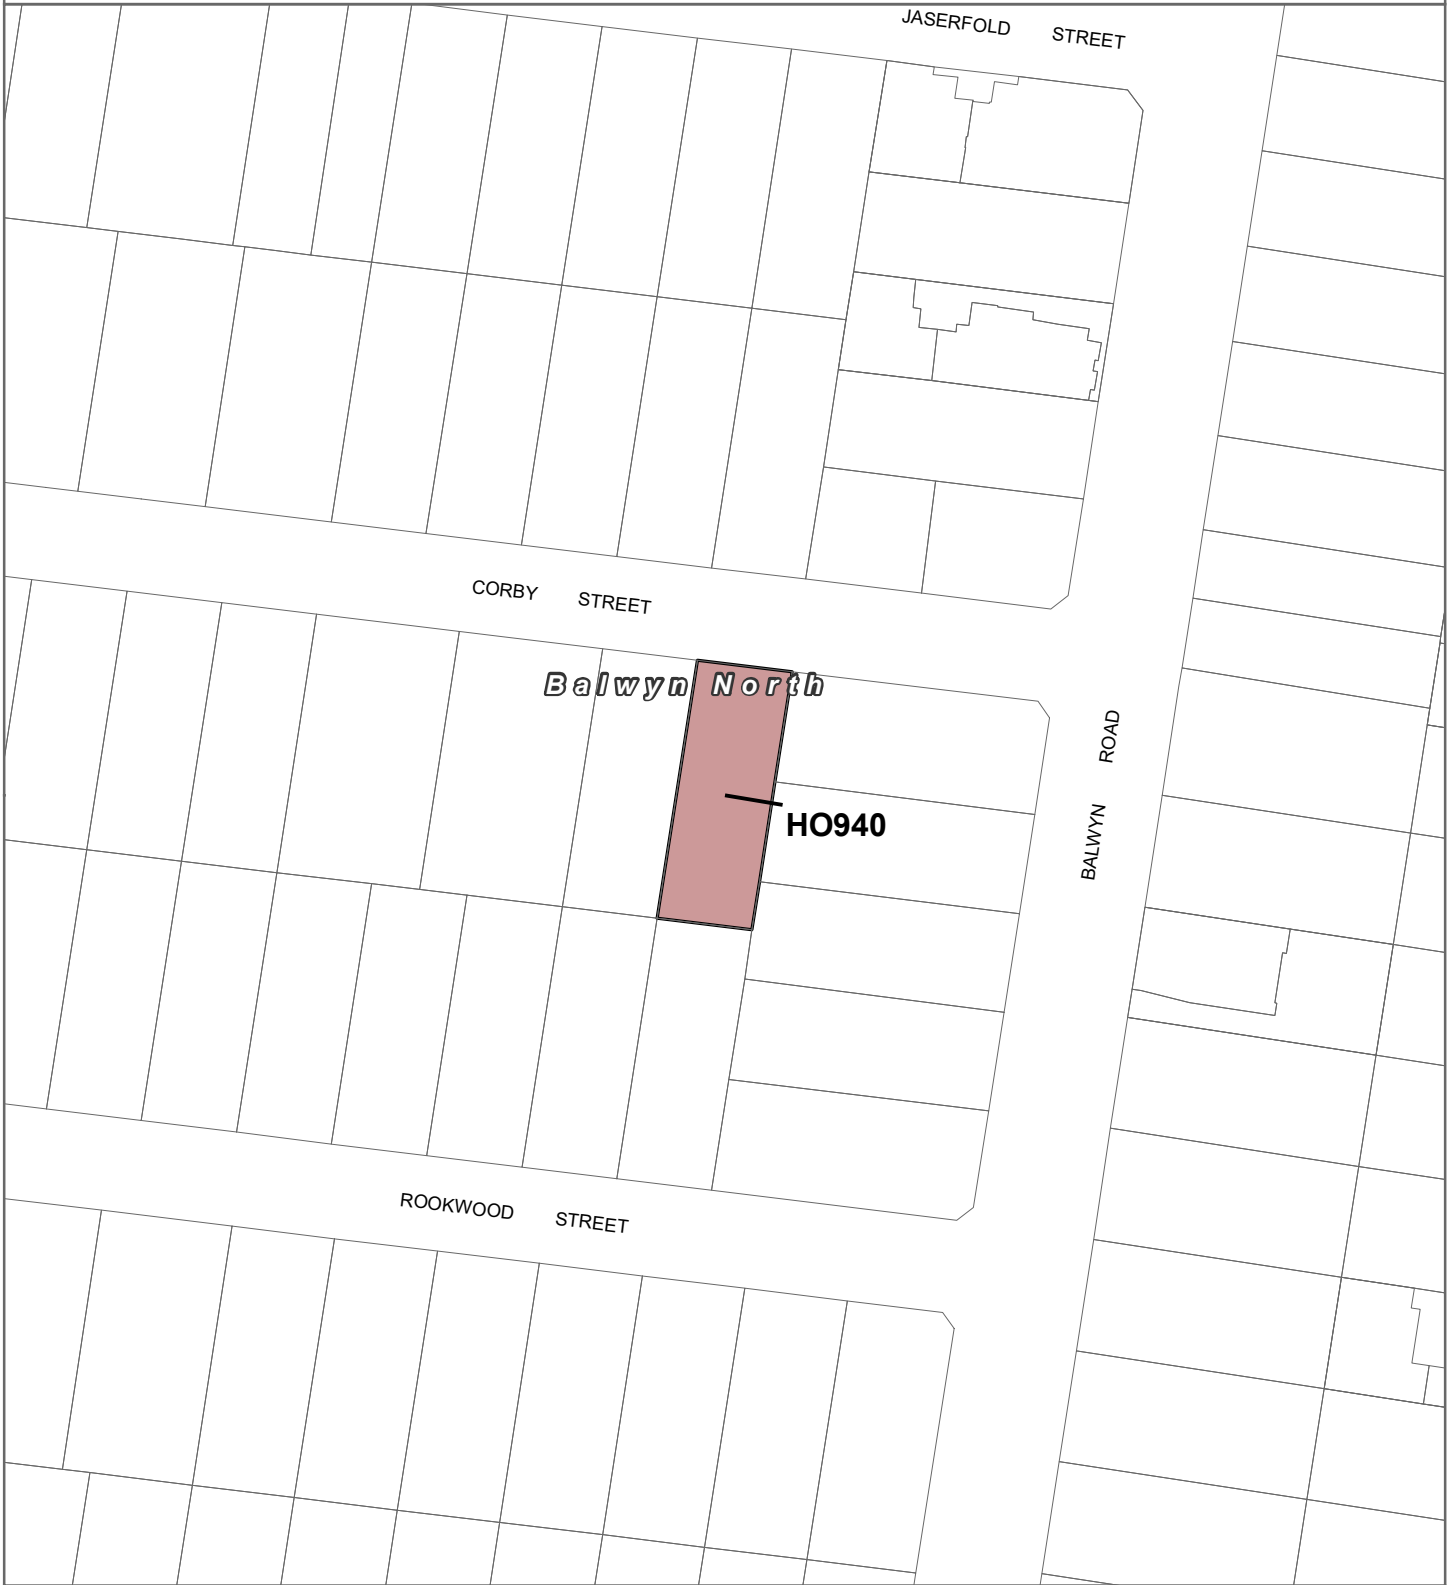 JASERFOLD STREET
CORBY STREET
Balwyn North
BALWYN ROAD
HO940
ROOKWOOD STREET